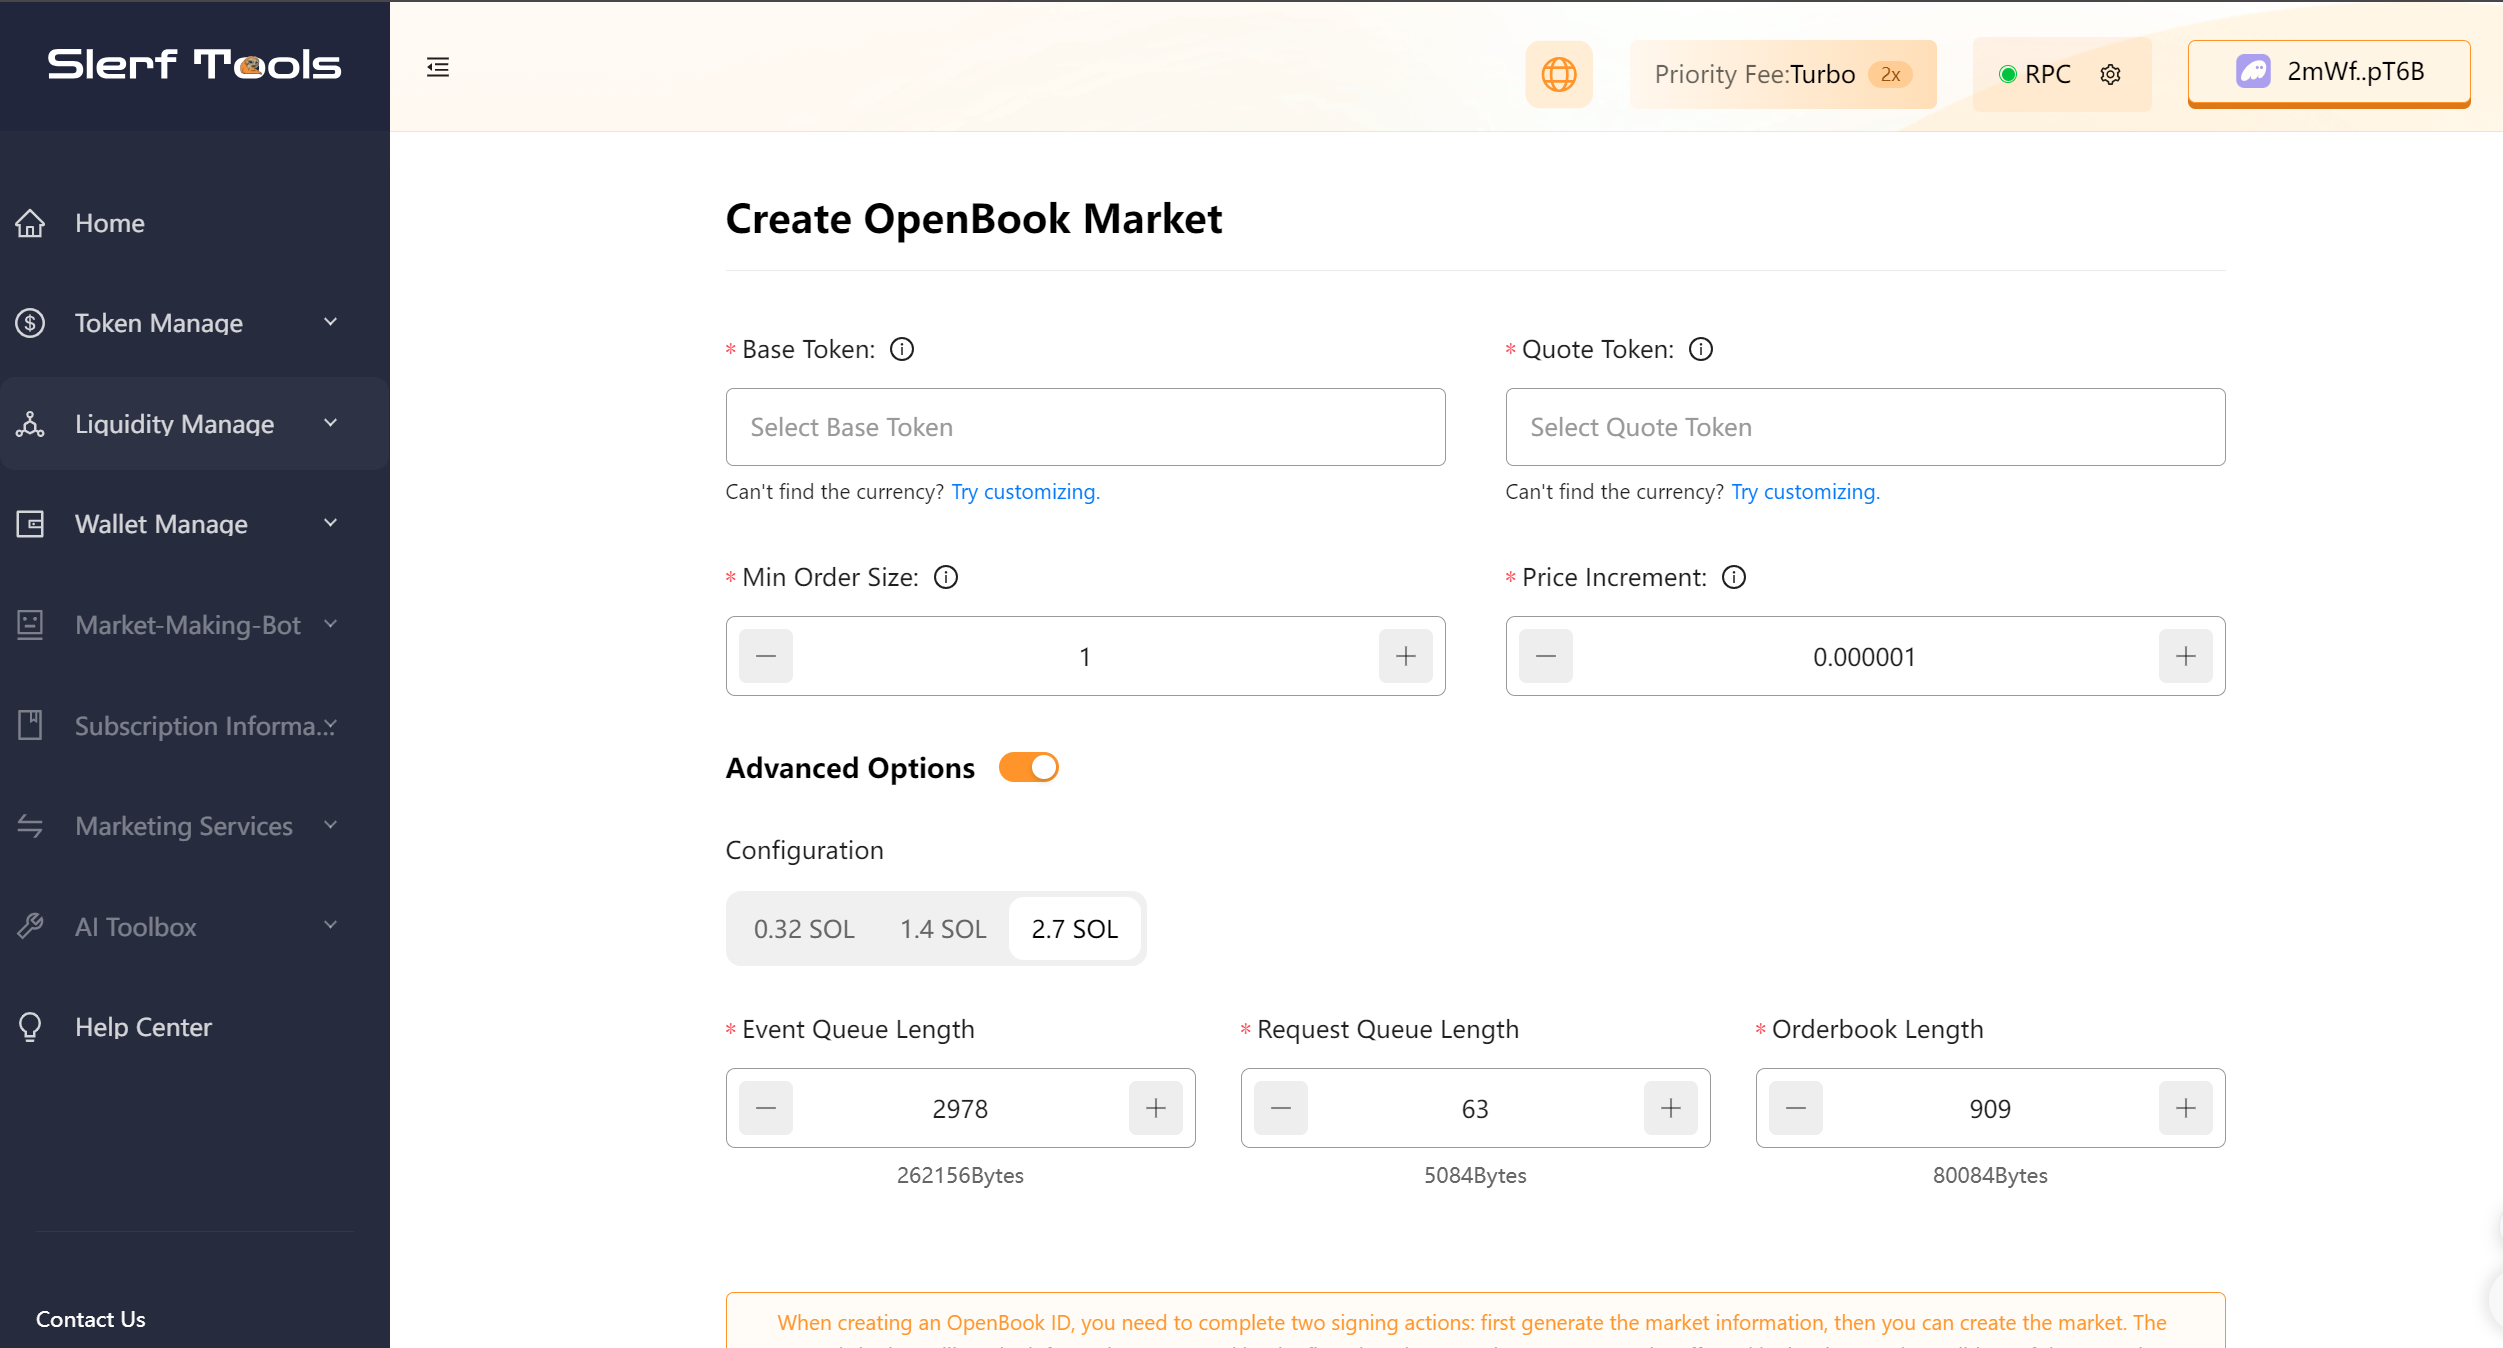 Slerf Tools
Priority Fee:Turbo 2x
RPC
2mWf..pT6B
Home
Token Manage
Liquidity Manage
Wallet Manage
Market-Making-Bot
Subscription Informa...
Marketing Services
AI Toolbox
Help Center
Contact Us
Create OpenBook Market
* Base Token:
* Quote Token:
Select Base Token
Select Quote Token
Can't find the currency? Try customizing.
Can't find the currency? Try customizing.
* Min Order Size:
* Price Increment:
1
0.000001
Advanced Options
Configuration
0.32 SOL 1.4 SOL 2.7 SOL
* Event Queue Length
* Request Queue Length
* Orderbook Length
2978
63
909
262156Bytes
5084Bytes
80084Bytes
When creating an OpenBook ID, you need to complete two signing actions: first generate the market information, then you can create the market. The